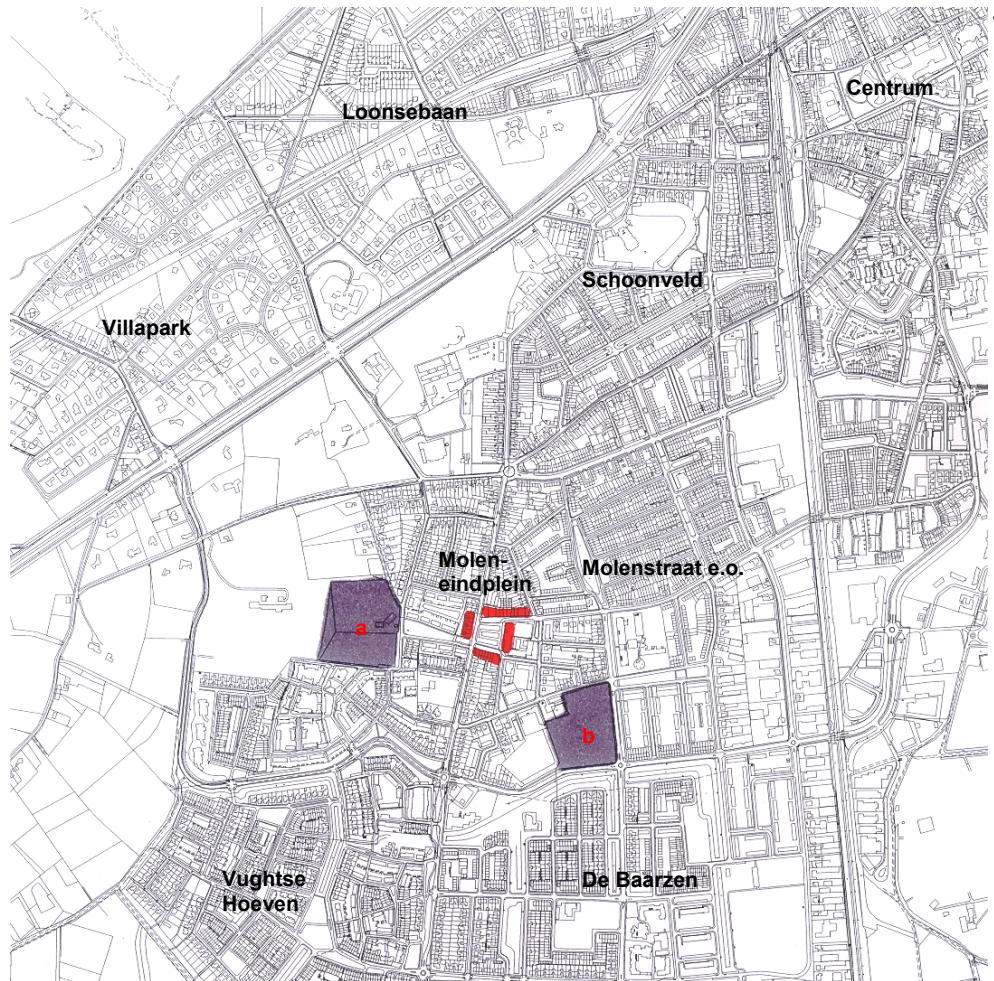 Centrum
Loonsebaan
Schoonveld
Villapark
Molen-
eindplein
Molenstraat e.o.
a
b
Vughtse
Hoeven
De Baarzen